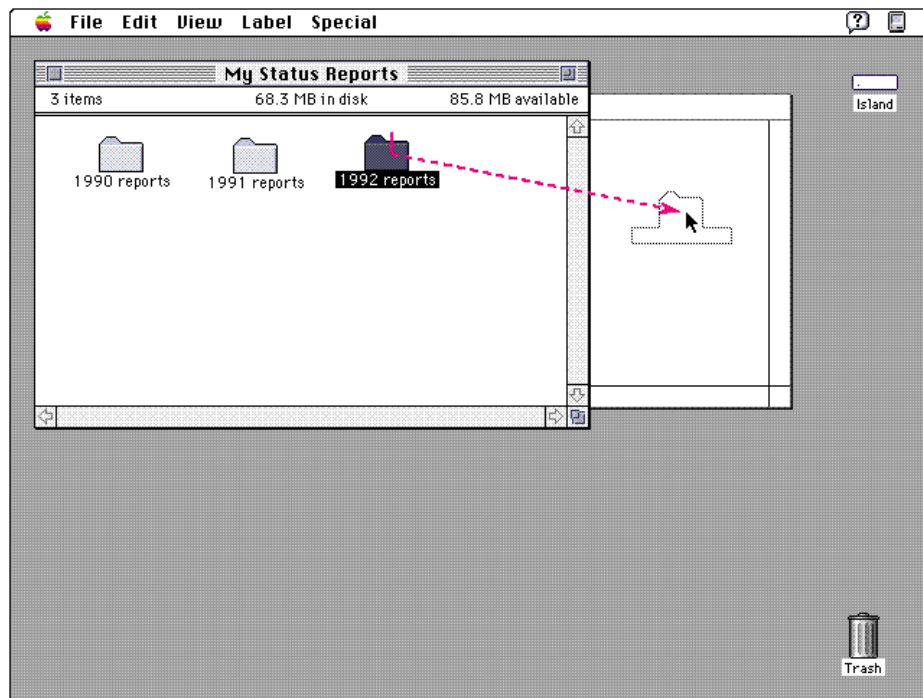 File Edit View Label Special
My Status Reports
3 items 68.3 MB in disk 85.8 MB available
Island
1990 reports 1991 reports 1992 reports
Trash